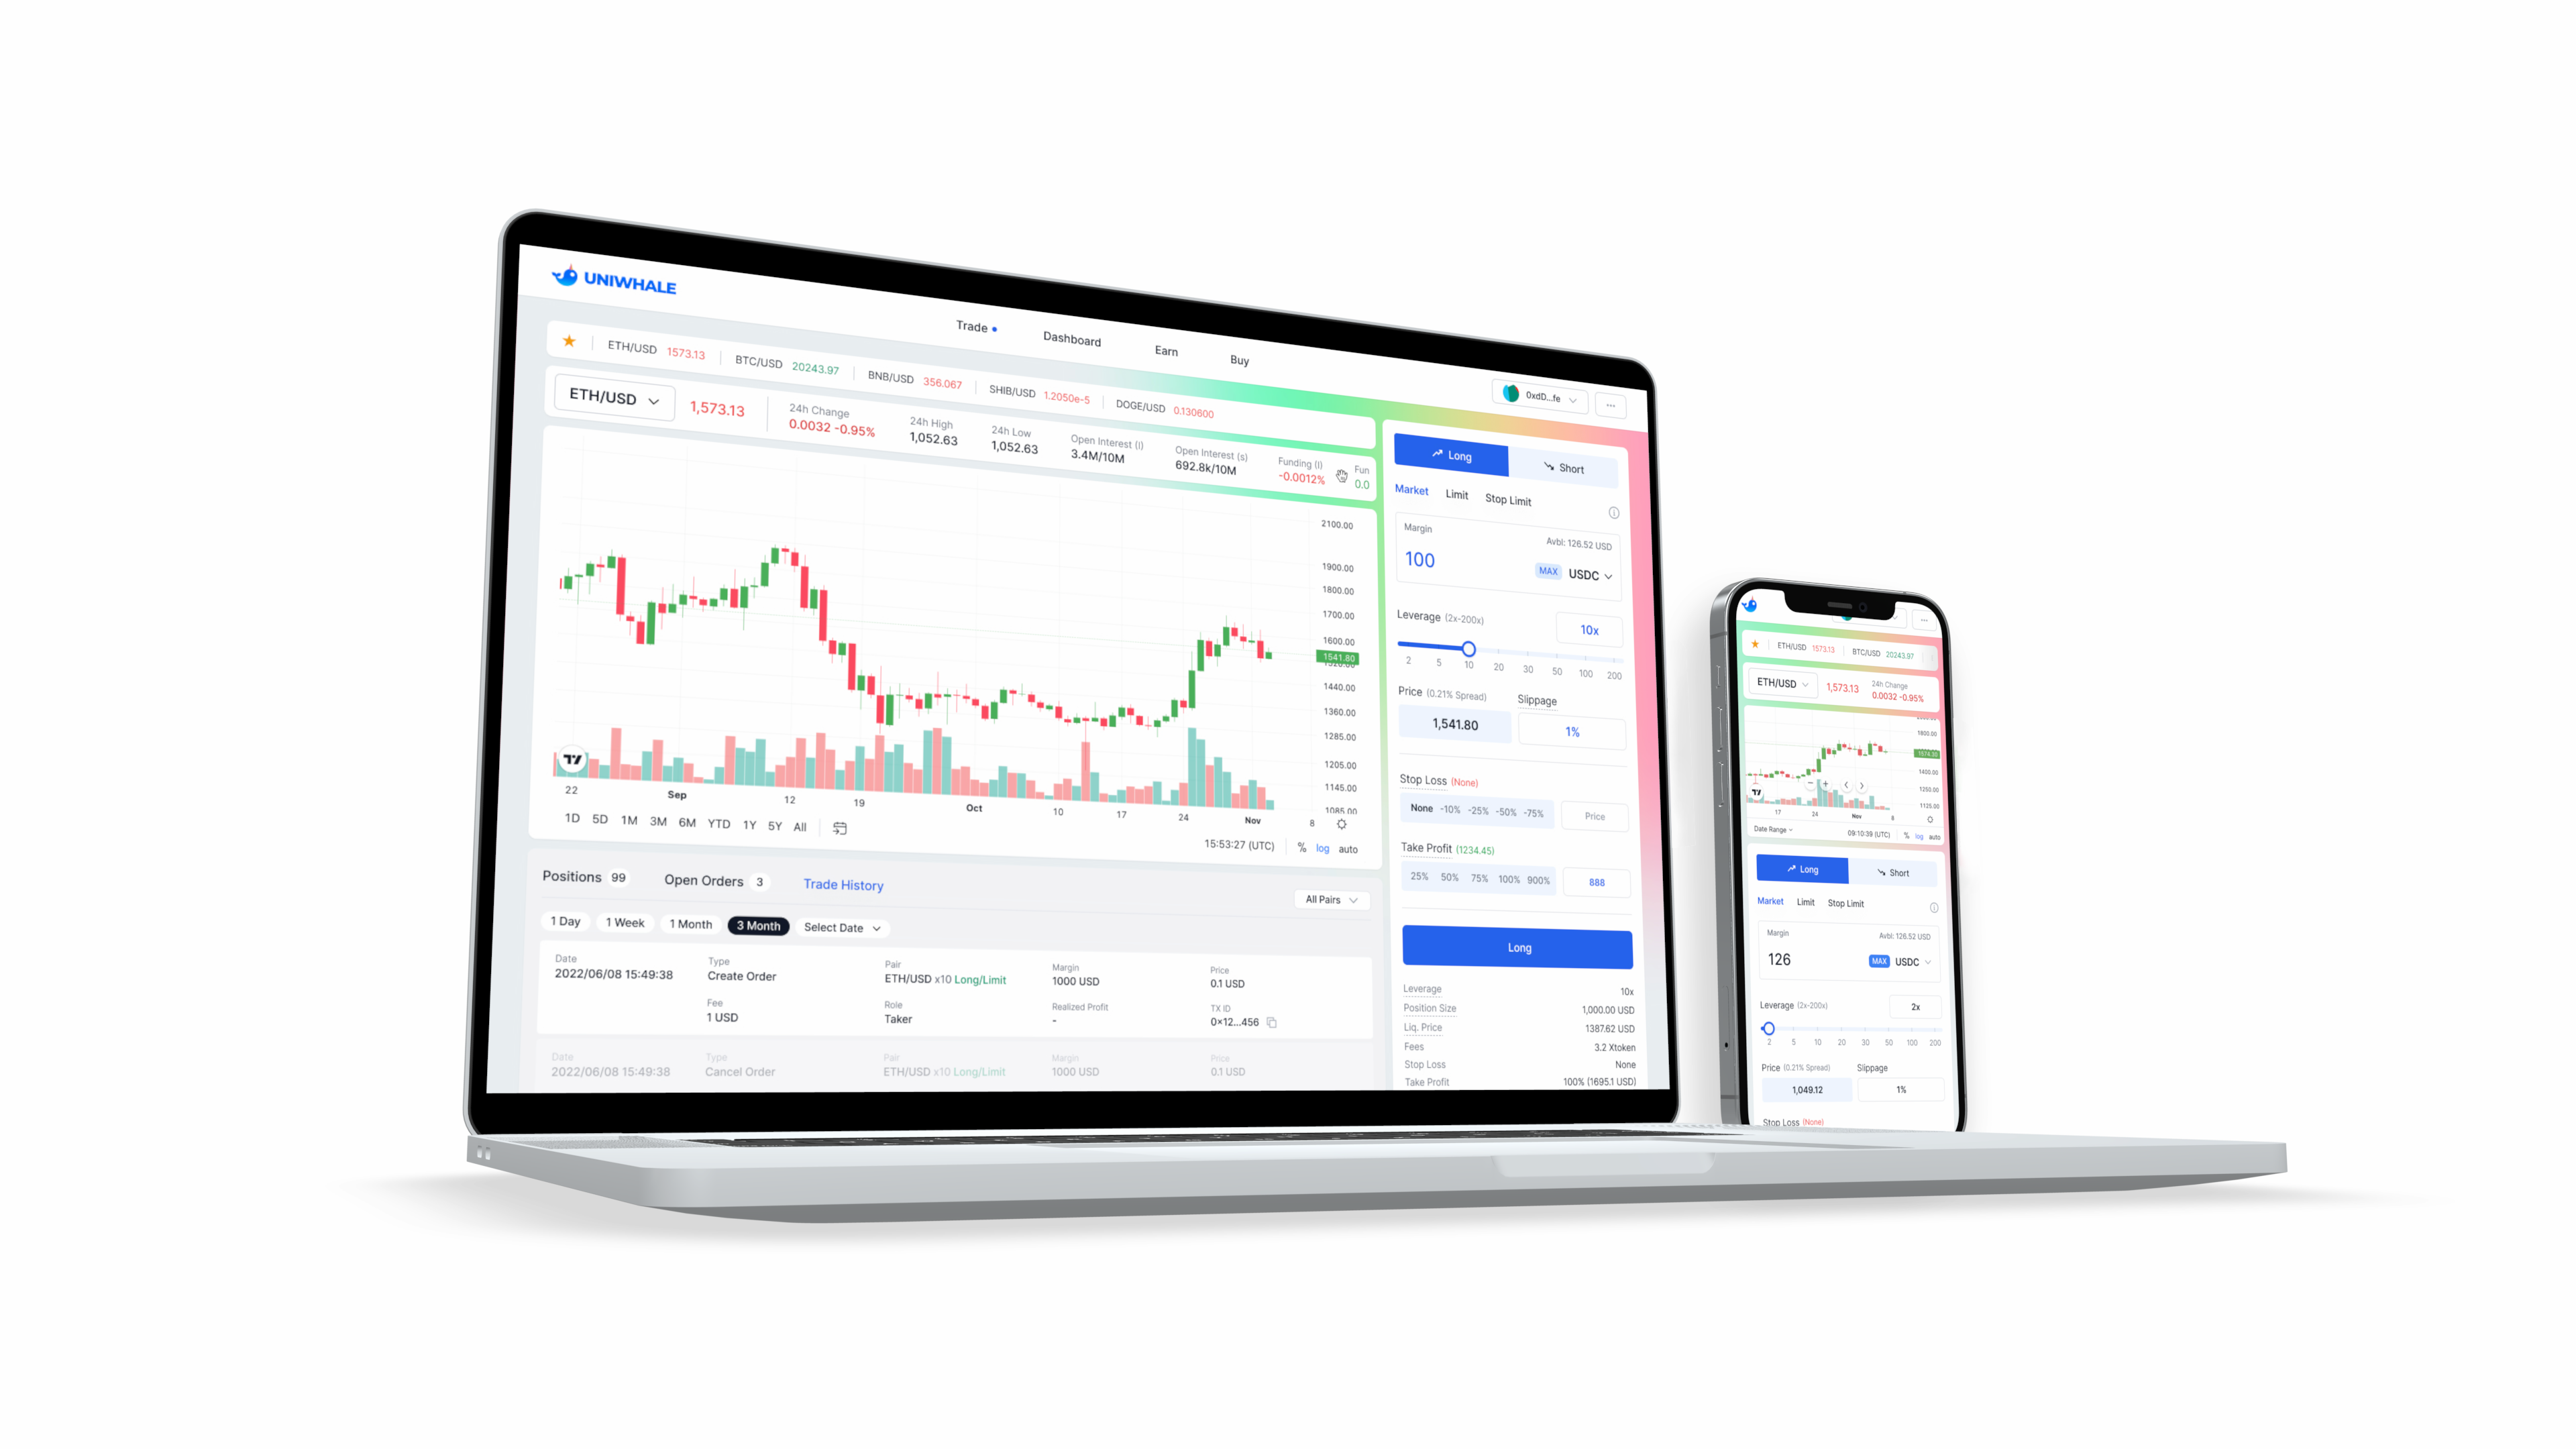 UNIWHALE
Trade
Dashboard
Earn
Buy
0xdD...fe
ETH/USD 1573.13
BTC/USD 20243.97
BNB/USD 356.067
SHIB/USD 1.2050e-5
DOGE/USD 0.130600
ETH/USD
1,573.13
24h Change
0.0032 -0.95%
24h High
1,052.63
24h Low
1,052.63
Open Interest (l)
3.4M/10M
Open Interest (s)
692.8k/10M
Funding (l)
-0.0012%
Fun
0.0
2100.00
1900.00
1800.00
1700.00
1600.00
1541.80
1440.00
1360.00
1285.00
1205.00
1145.00
1085.00
22 Sep 12 19 Oct 10 17 24 Nov 8
1D 5D 1M 3M 6M YTD 1Y 5Y All
15:53:27 (UTC) % log auto
Positions 99
Open Orders 3
Trade History
All Pairs
1 Day 1 Week 1 Month 3 Month Select Date
Date Type Pair Margin Price
2022/06/08 15:49:38 Create Order ETH/USD x10 Long/Limit 1000 USD 0.1 USD
Fee Role Realized Profit TX ID
1 USD Taker - 0×12...456
Date Type Pair Margin Price
2022/06/08 15:49:38 Cancel Order ETH/USD x10 Long/Limit 1000 USD 0.1 USD
Long Short
Market Limit Stop Limit
Margin
Avbl: 126.52 USD
100
MAX USDC
Leverage (2x-200x)
10x
2 5 10 20 30 50 100 200
Price (0.21% Spread) Slippage
1,541.80 1%
Stop Loss (None)
None -10% -25% -50% -75% Price
Take Profit (1234.45)
25% 50% 75% 100% 900% 888
Long
Leverage 10x
Position Size 1,000.00 USD
Liq. Price 1387.62 USD
Fees 3.2 Xtoken
Stop Loss None
Take Profit 100% (1695.1 USD)
ETH/USD 1573.13 BTC/USD 20243.97
ETH/USD
1,573.13
24h Change
0.0032 -0.95%
1800.00
1400.00
1250.00
1125.00
17 24 Nov 8
Date Range
09:10:39 (UTC) % log auto
Long Short
Market Limit Stop Limit
Margin
Avbl: 126.52 USD
126
MAX USDC
Leverage (2x-200x)
2x
2 5 10 20 30 50 100 200
Price (0.21% Spread) Slippage
1,049.12 1%
Stop Loss (None)